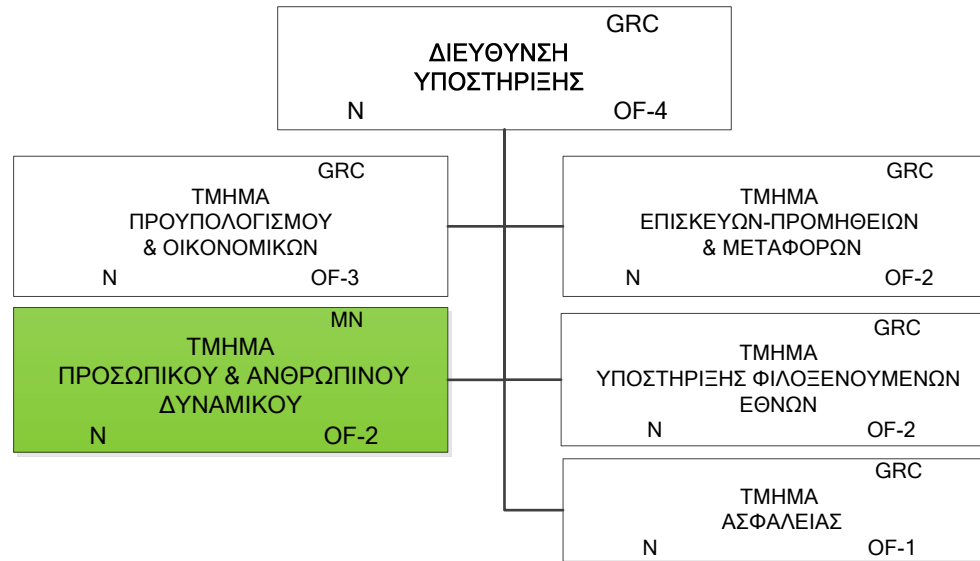 GRC
ΔΙΕΥΘΥΝΣΗ
ΥΠΟΣΤΗΡΙΞΗΣ
N OF-4
GRC
ΤΜΗΜΑ
ΠΡΟΥΠΟΛΟΓΙΣΜΟΥ
& ΟΙΚΟΝΟΜΙΚΩΝ
N OF-3
GRC
ΤΜΗΜΑ
ΕΠΙΣΚΕΥΩΝ-ΠΡΟΜΗΘΕΙΩΝ
& ΜΕΤΑΦΟΡΩΝ
N OF-2
MN
ΤΜΗΜΑ
ΠΡΟΣΩΠΙΚΟΥ & ΑΝΘΡΩΠΙΝΟΥ
ΔΥΝΑΜΙΚΟΥ
N OF-2
GRC
ΤΜΗΜΑ
ΥΠΟΣΤΗΡΙΞΗΣ ΦΙΛΟΞΕΝΟΥΜΕΝΩΝ
ΕΘΝΩΝ
N OF-2
GRC
ΤΜΗΜΑ
ΑΣΦΑΛΕΙΑΣ
N OF-1